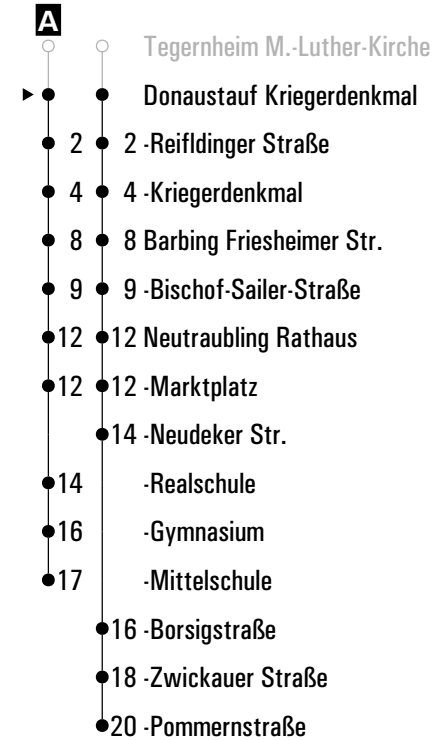 A
Tegernheim M.-Luther-Kirche
Donaustauf Kriegerdenkmal
2 2 -Reifldinger Straße
4 4 -Kriegerdenkmal
8 8 Barbing Friesheimer Str.
9 9 -Bischof-Sailer-Straße
12 12 Neutraubling Rathaus
12 12 -Marktplatz
14 -Neudeker Str.
14 -Realschule
16 -Gymnasium
17 -Mittelschule
16 -Borsigstraße
18 -Zwickauer Straße
20 -Pommernstraße